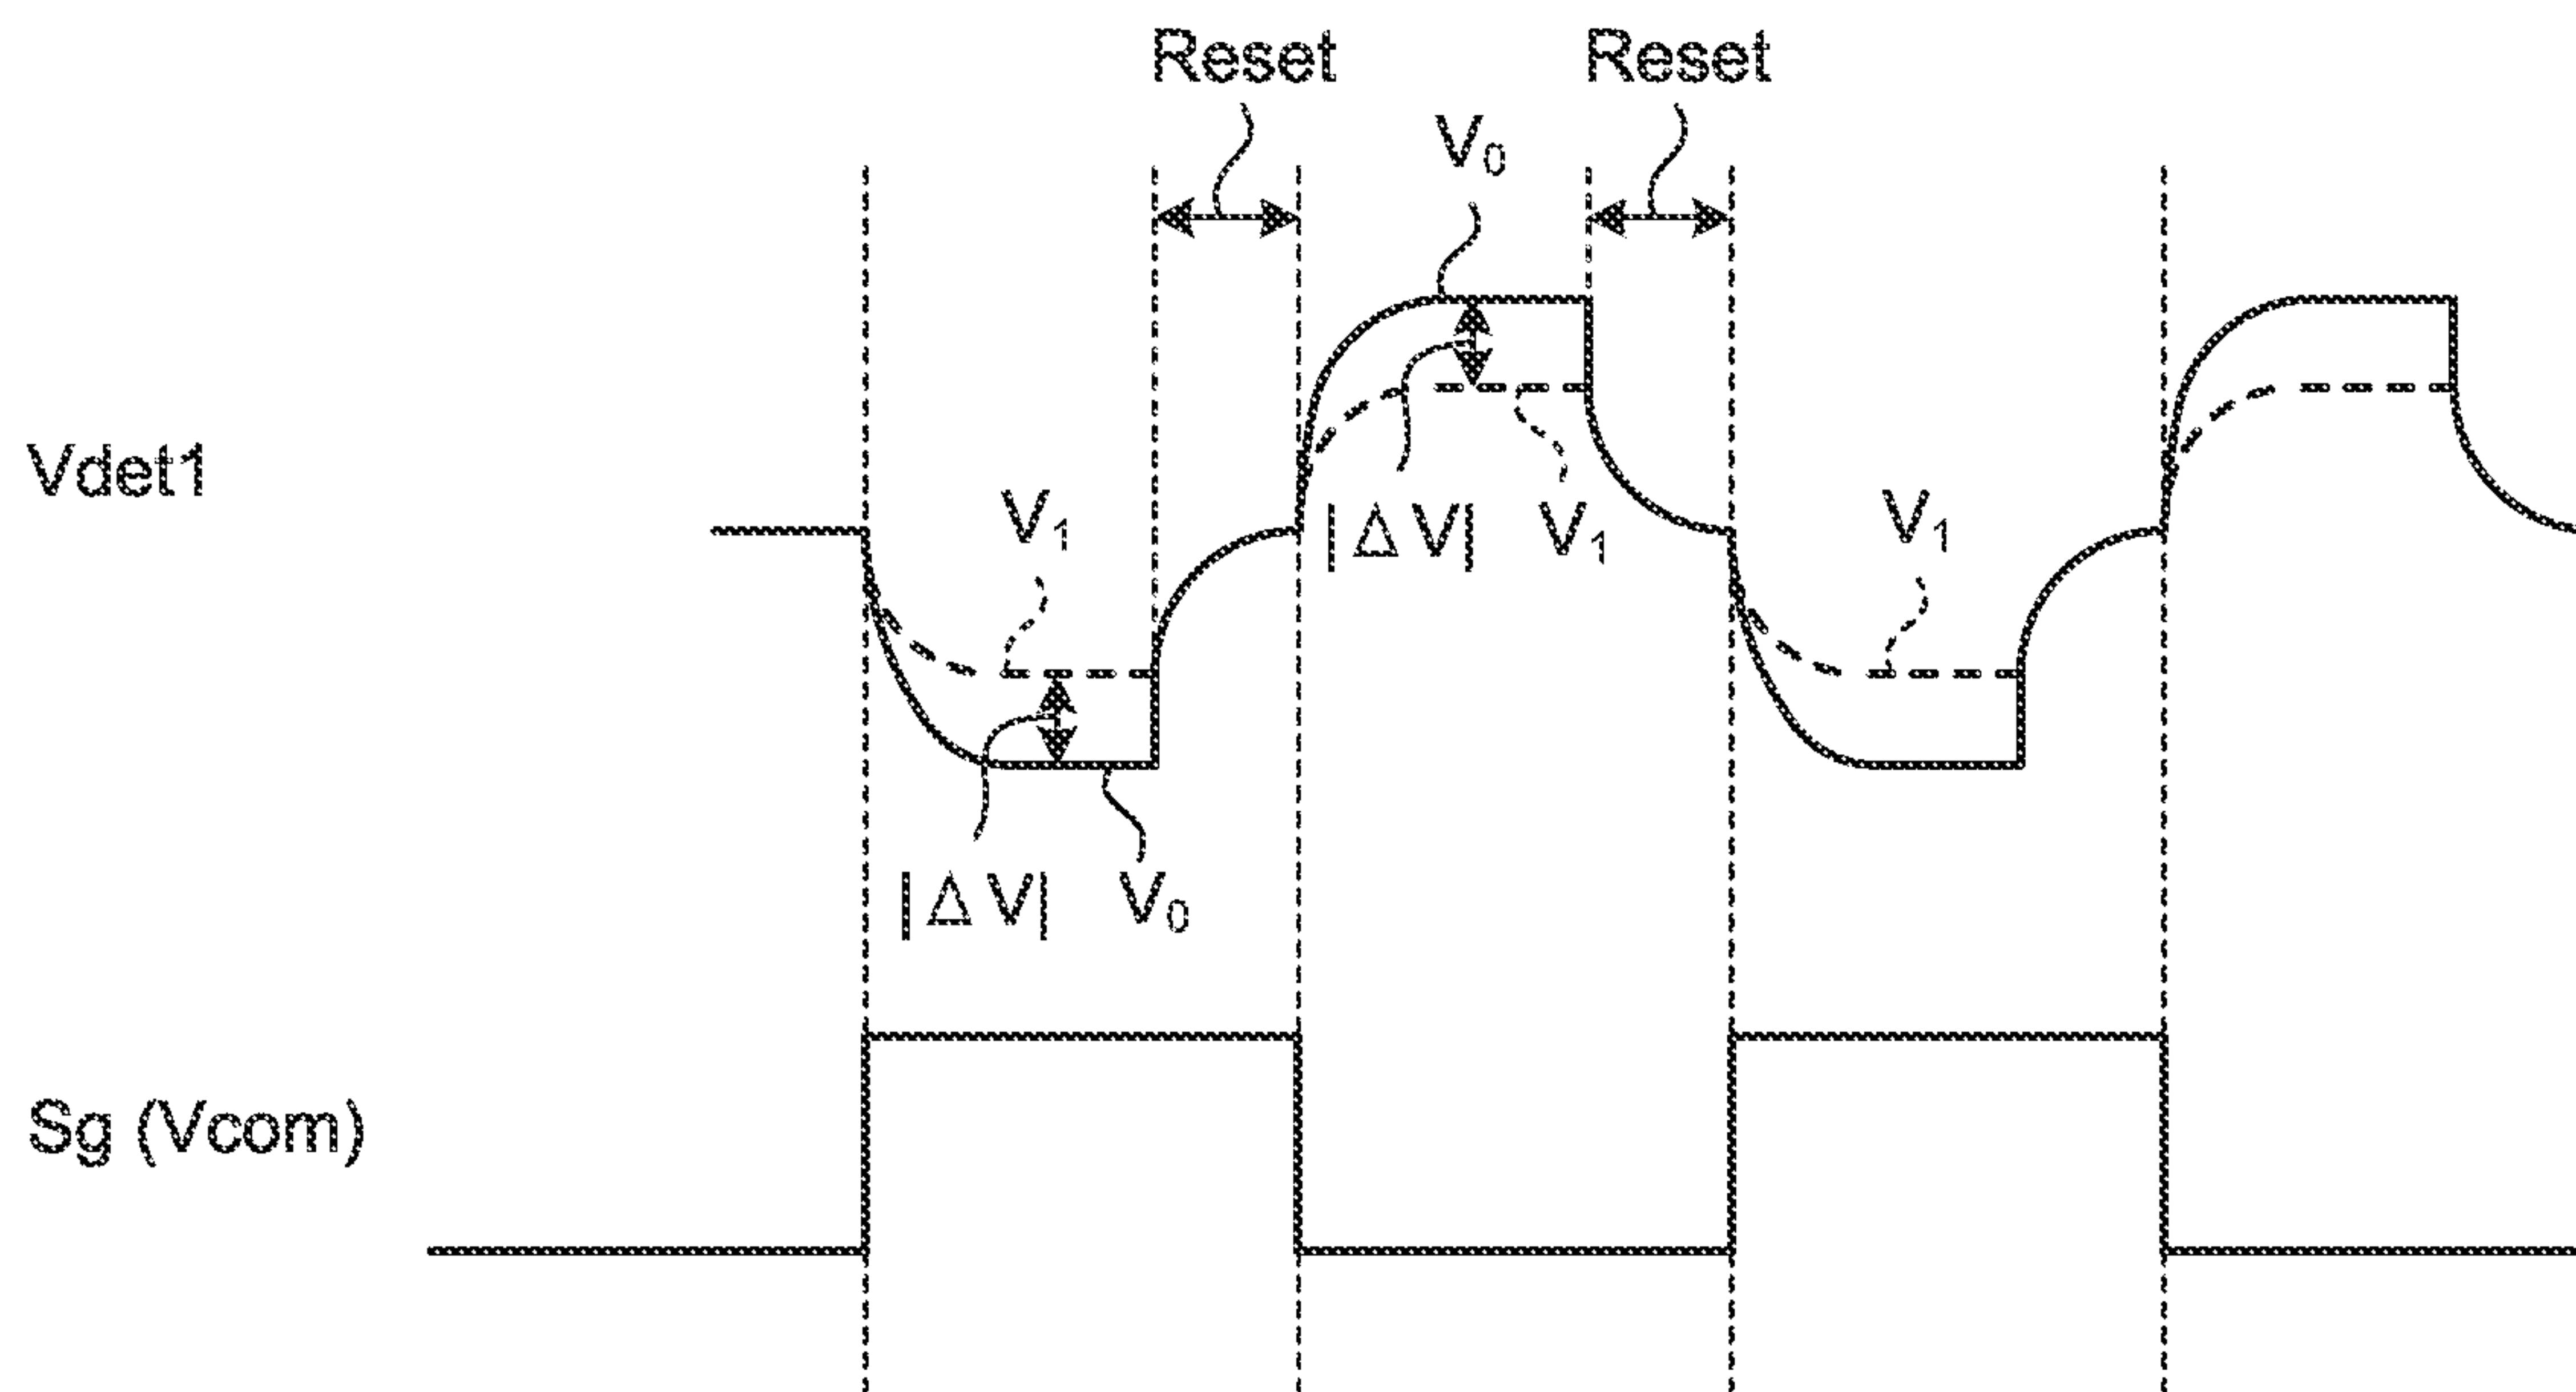 Reset Reset
V₀
Vdet1
V₁ |ΔV| V₁ V₁
|ΔV| V₀
Sg (Vcom)